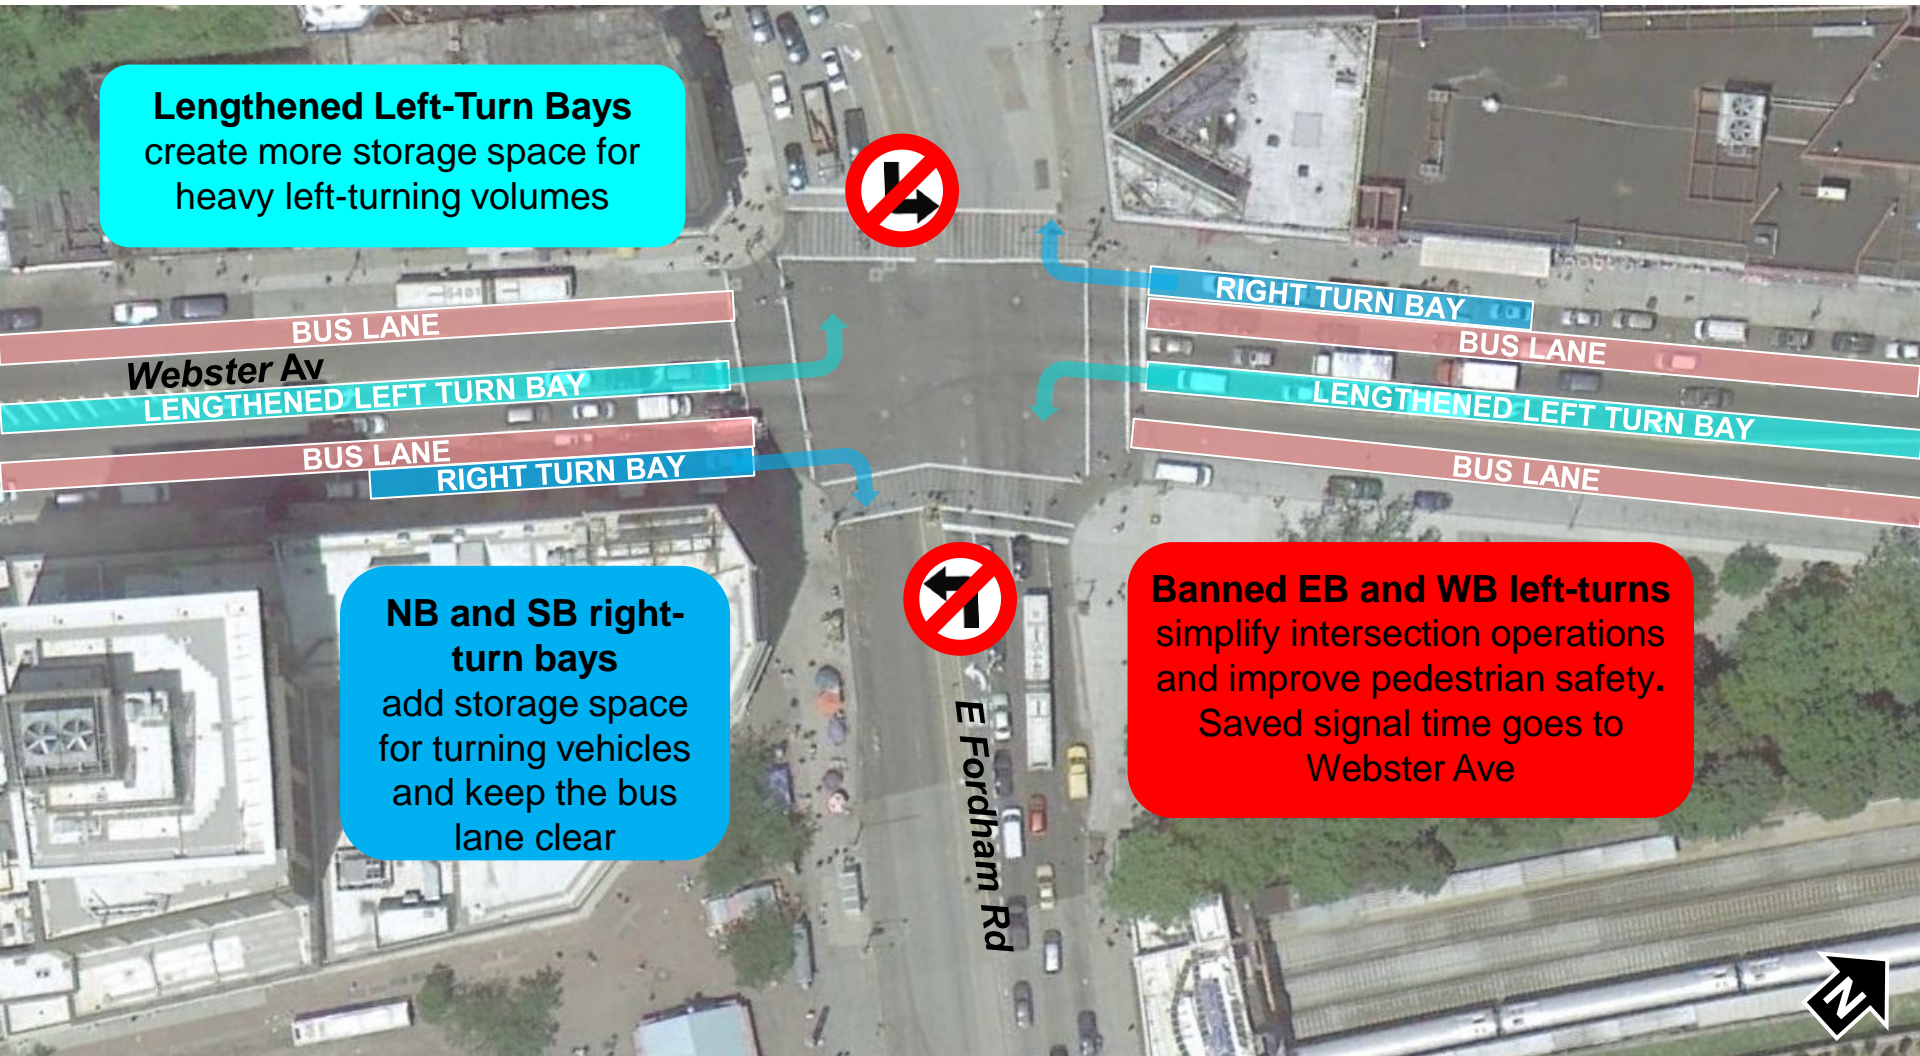 Lengthened Left-Turn Bays
create more storage space for
heavy left-turning volumes
RIGHT TURN BAY
BUS LANE
BUS LANE
Webster Av
LENGTHENED LEFT TURN BAY
LENGTHENED LEFT TURN BAY
BUS LANE
RIGHT TURN BAY
BUS LANE
NB and SB right-
turn bays
add storage space
for turning vehicles
and keep the bus
lane clear
Banned EB and WB left-turns
simplify intersection operations
and improve pedestrian safety.
Saved signal time goes to
Webster Ave
E Fordham Rd
N